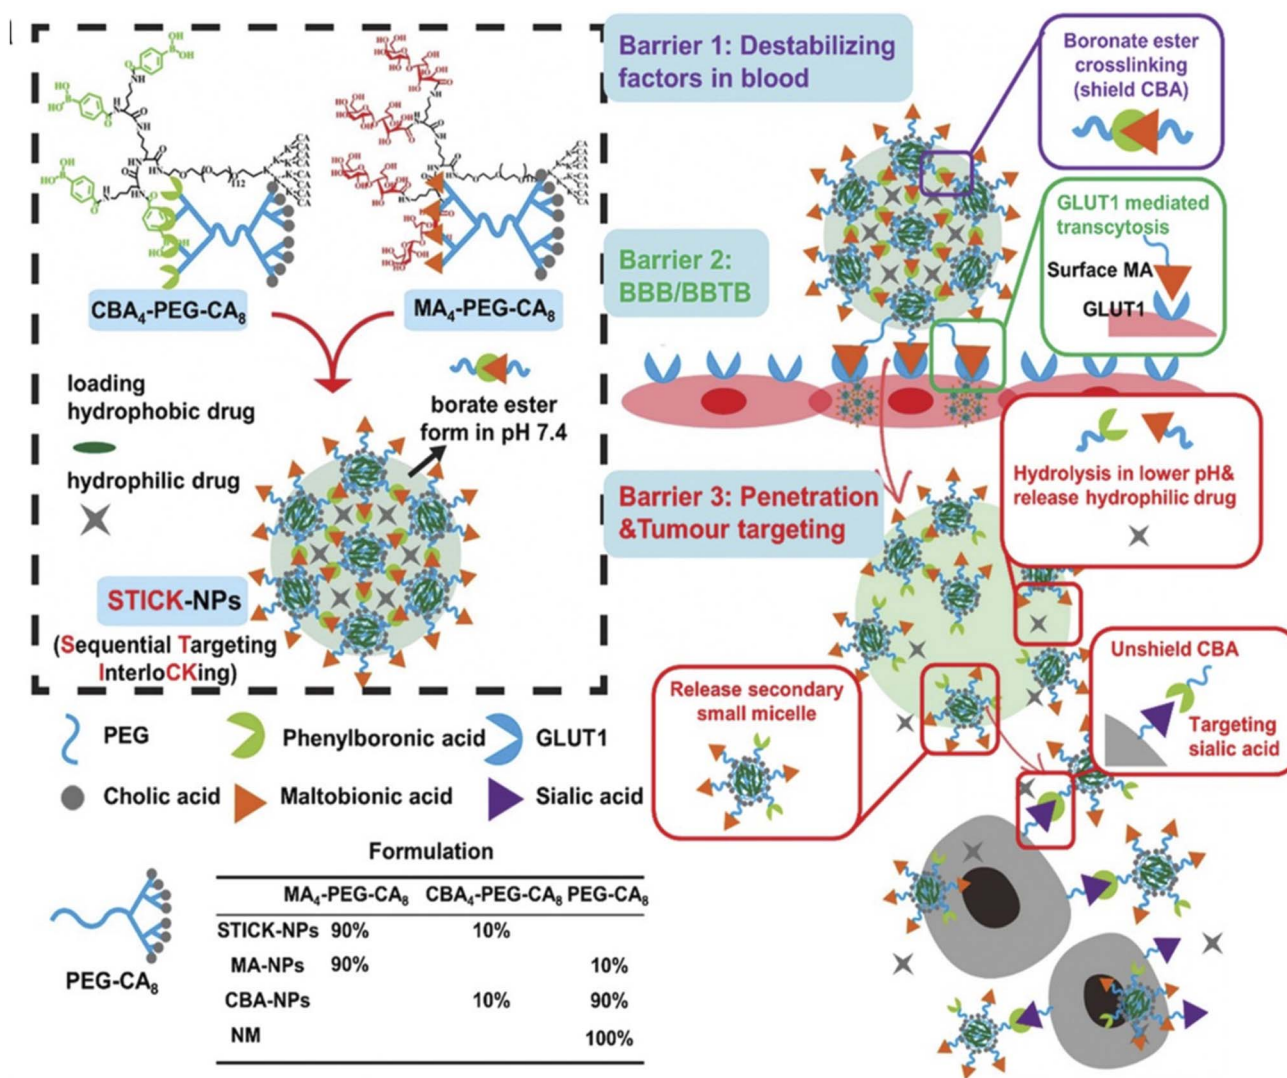 CBA₄-PEG-CA₈
MA₄-PEG-CA₈
loading
hydrophobic drug
hydrophilic drug
borate ester
form in pH 7.4
STICK-NPs
(Sequential Targeting
InterloCKing)
PEG
Phenylboronic acid
GLUT1
Cholic acid
Maltobionic acid
Sialic acid
PEG-CA₈
Formulation
MA₄-PEG-CA₈ CBA₄-PEG-CA₈ PEG-CA₈
STICK-NPs 90% 10%
MA-NPs 90% 10%
CBA-NPs 10% 90%
NM 100%
Barrier 1: Destabilizing
factors in blood
Boronate ester
crosslinking
(shield CBA)
Barrier 2:
BBB/BBTB
GLUT1 mediated
transcytosis
Surface MA
GLUT1
Barrier 3: Penetration
&Tumour targeting
Hydrolysis in lower pH&
release hydrophilic drug
Release secondary
small micelle
Unshield CBA
Targeting
sialic acid